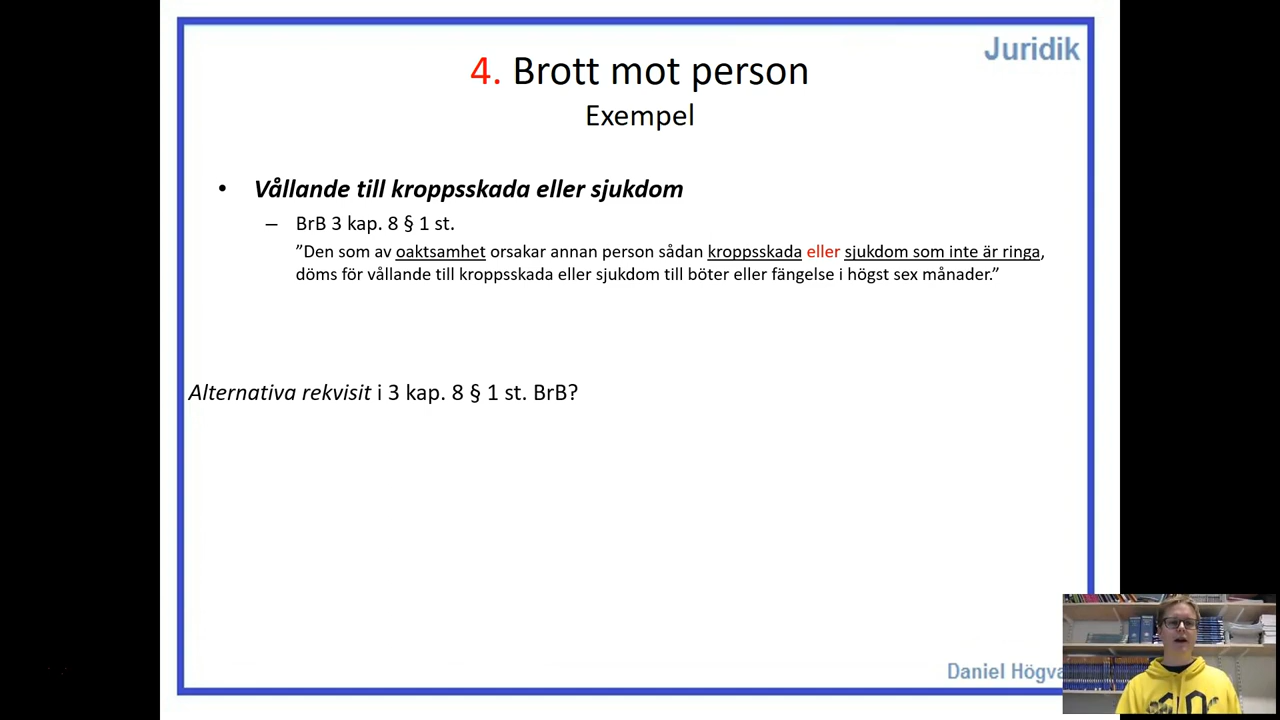 Juridik
4. Brott mot person
Exempel
• Vållande till kroppsskada eller sjukdom
– BrB 3 kap. 8 § 1 st.
”Den som av oaktsamhet orsakar annan person sådan kroppsskada eller sjukdom som inte är ringa,
döms för vållande till kroppsskada eller sjukdom till böter eller fängelse i högst sex månader.”
Alternativa rekvisit i 3 kap. 8 § 1 st. BrB?
Daniel